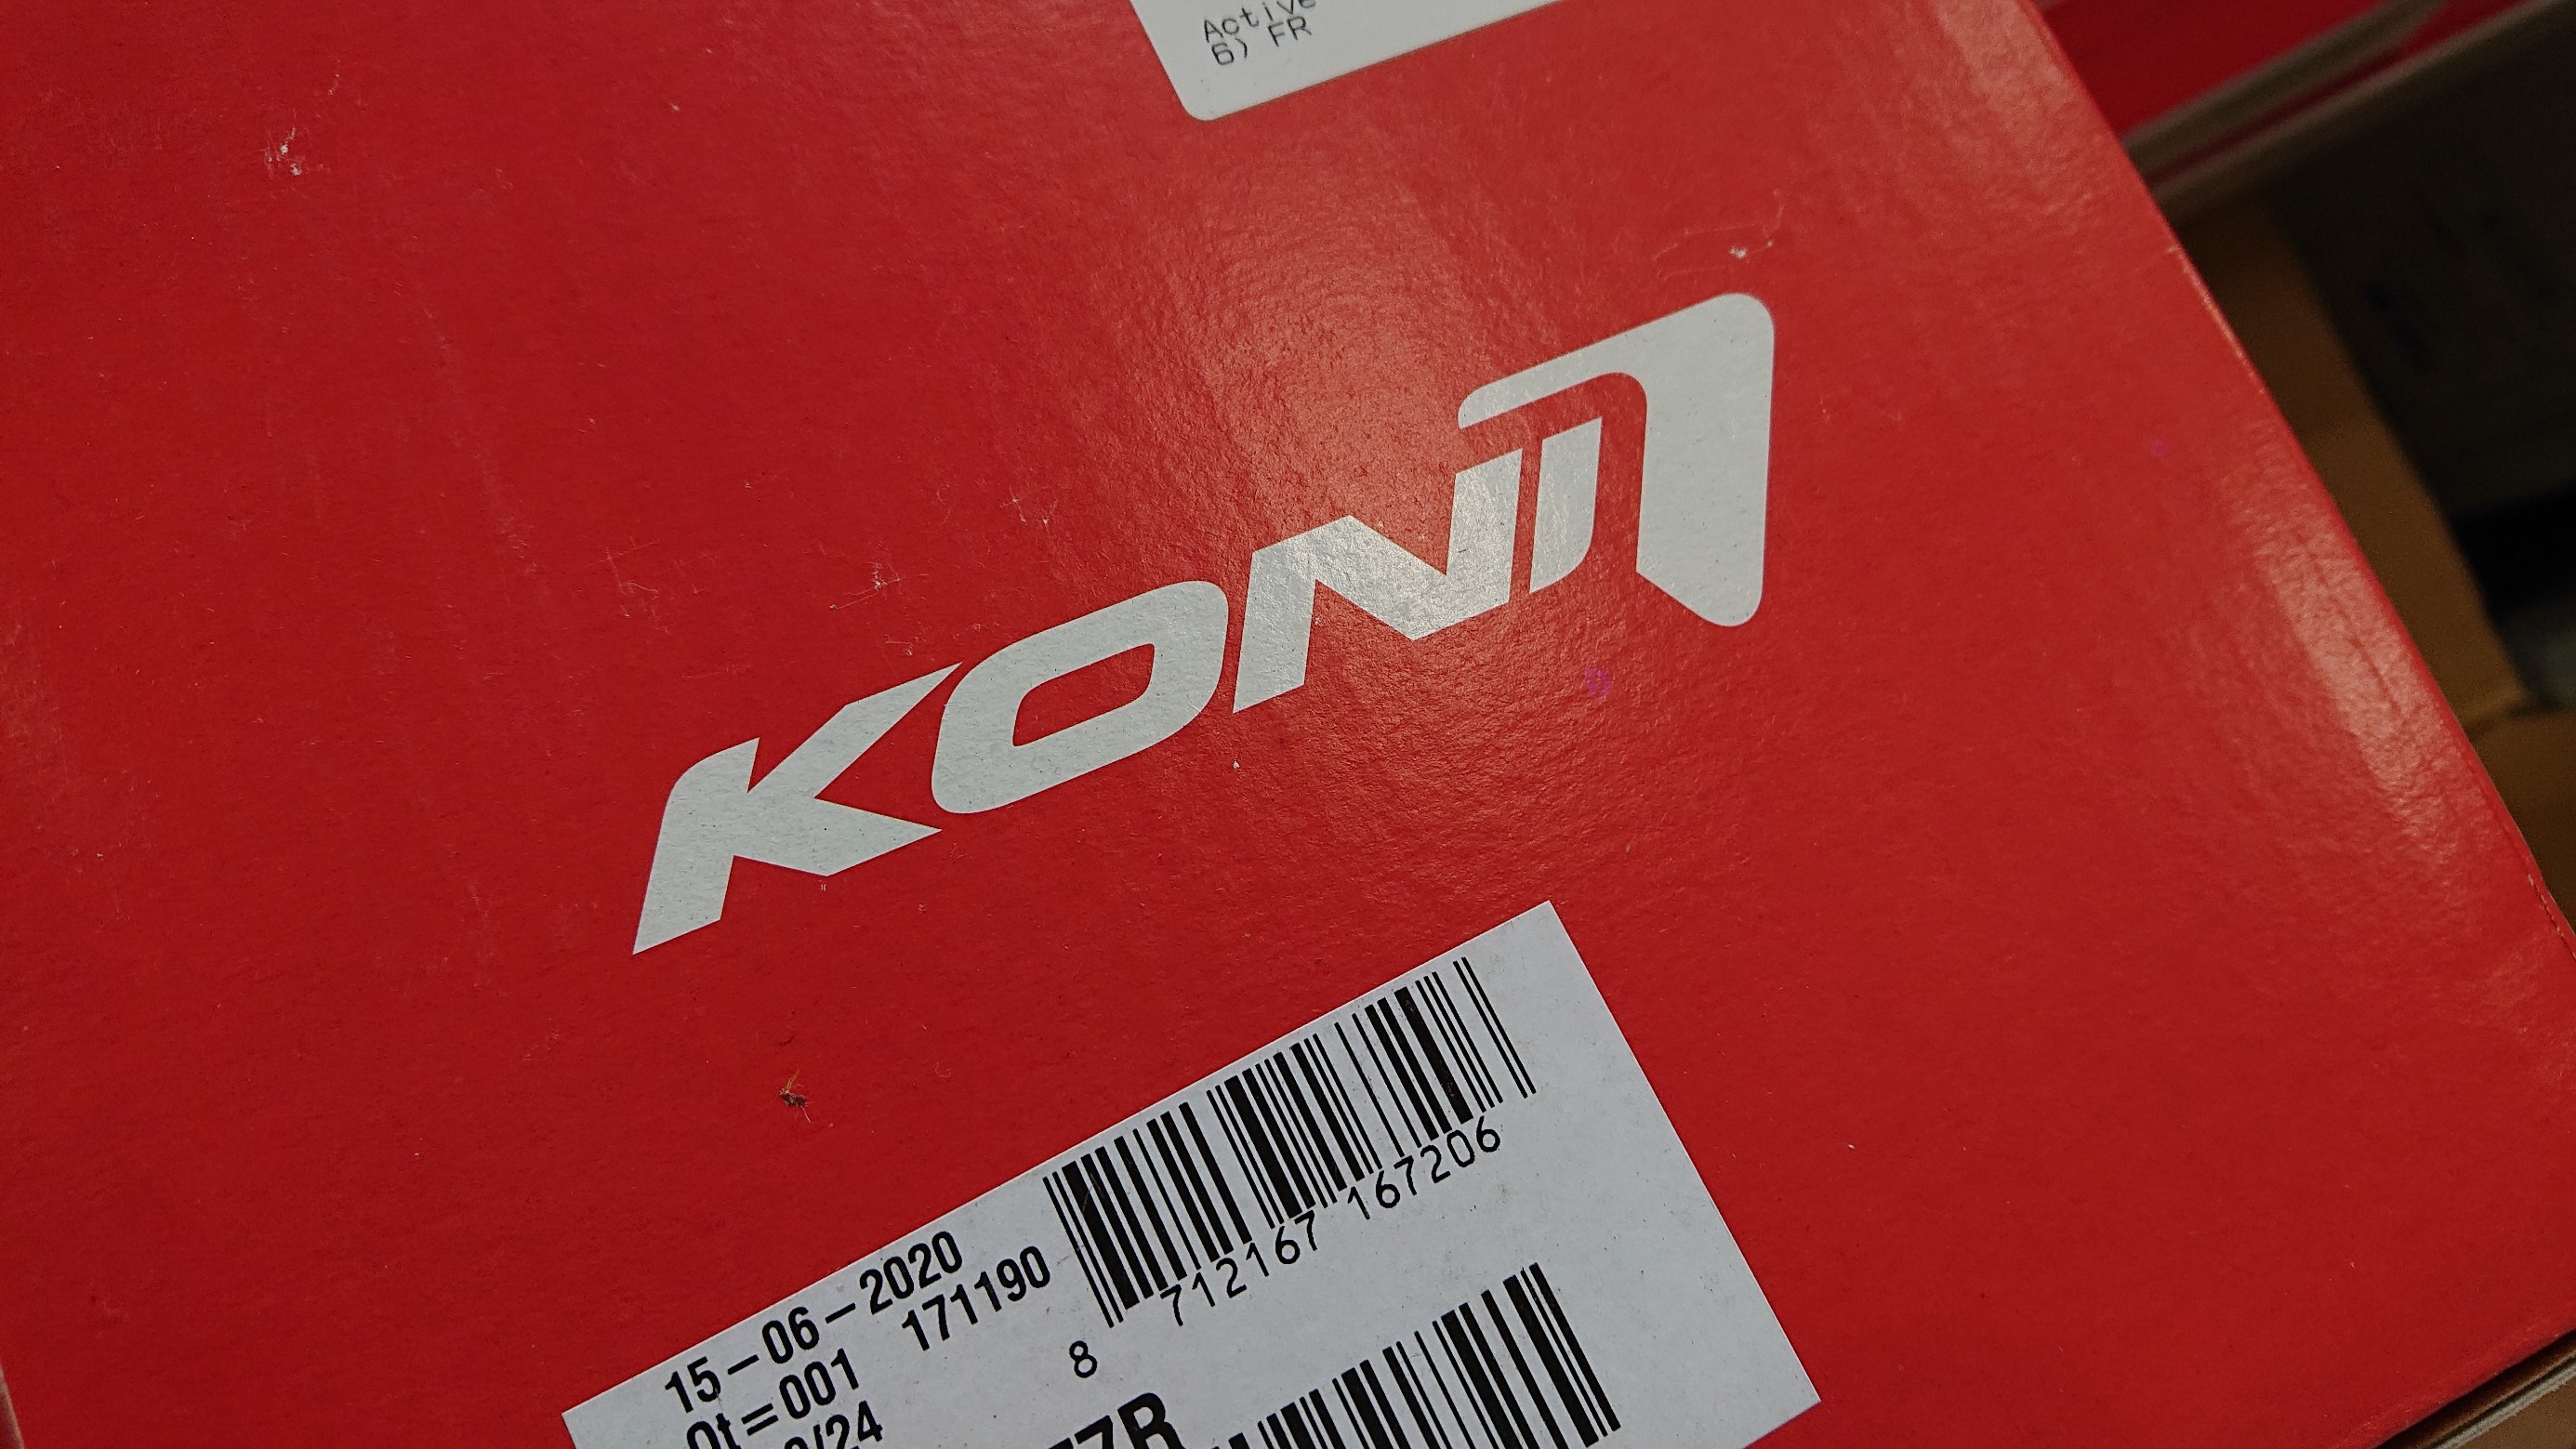 Active
6) FR
KONI
15-06-2020
171190
Qt=001
8 712167 167206